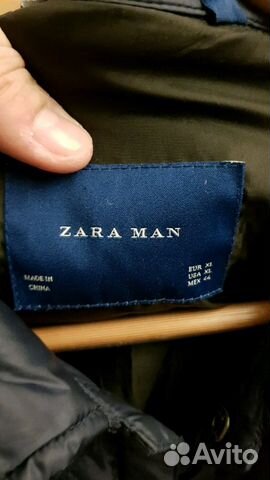 ZARA MAN
MADE IN
CHINA
EUR XL
USA XL
MEX 44
Avito